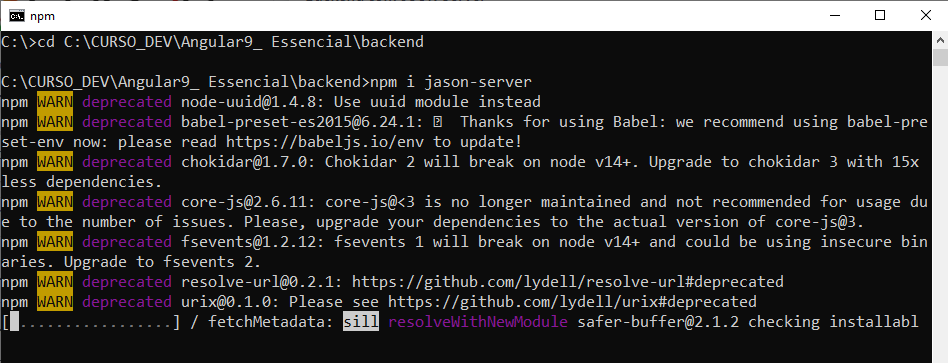 npm
C:\>cd C:\CURSO_DEV\Angular9_ Essencial\backend
C:\CURSO_DEV\Angular9_ Essencial\backend>npm i jason-server
npm WARN deprecated node-uuid@1.4.8: Use uuid module instead
npm WARN deprecated babel-preset-es2015@6.24.1: �  Thanks for using Babel: we recommend using babel-pre
set-env now: please read https://babeljs.io/env to update!
npm WARN deprecated chokidar@1.7.0: Chokidar 2 will break on node v14+. Upgrade to chokidar 3 with 15x
less dependencies.
npm WARN deprecated core-js@2.6.11: core-js@<3 is no longer maintained and not recommended for usage du
e to the number of issues. Please, upgrade your dependencies to the actual version of core-js@3.
npm WARN deprecated fsevents@1.2.12: fsevents 1 will break on node v14+ and could be using insecure bin
aries. Upgrade to fsevents 2.
npm WARN deprecated resolve-url@0.2.1: https://github.com/lydell/resolve-url#deprecated
npm WARN deprecated urix@0.1.0: Please see https://github.com/lydell/urix#deprecated
[ .................] / fetchMetadata: sill resolveWithNewModule safer-buffer@2.1.2 checking installabl